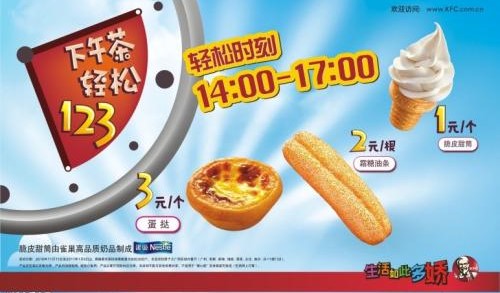 欢迎访问：www.KFC.com.cn
下午茶
轻松
123
轻松时刻
14:00-17:00
1元/个
脆皮甜筒
2元/根
霜糖油条
3元/个
蛋挞
脆皮甜筒由雀巢高品质奶品制成
Nestle
生活如此多娇